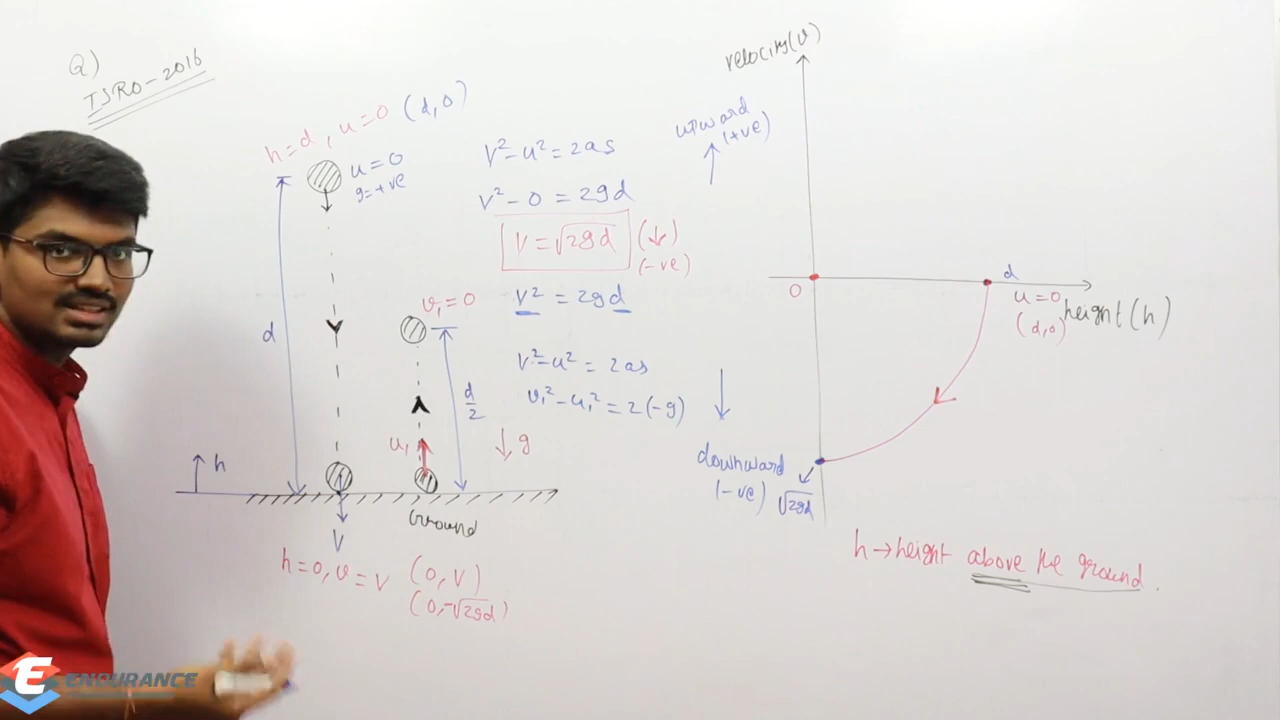 Q)
ISRO-2016
h=d, u=0 (d,0)
u=0
g=+ve
d
h
V
h=0, v=V (0,V)
(0,-√2gd)
v₁=0
d/2
u₁
↓ g
Ground
V²-u²=2as
V²-0=2gd
V=√2gd (↓)
(-ve)
V²=2gd
V²-u²=2as
v₁²-u₁²=2(-g)
velocity(v)
upward
(+ve)
0
d
u=0
(d,0)
height(h)
downward
(-ve)
√2gd
h→height above the ground.
E ENDURANCE